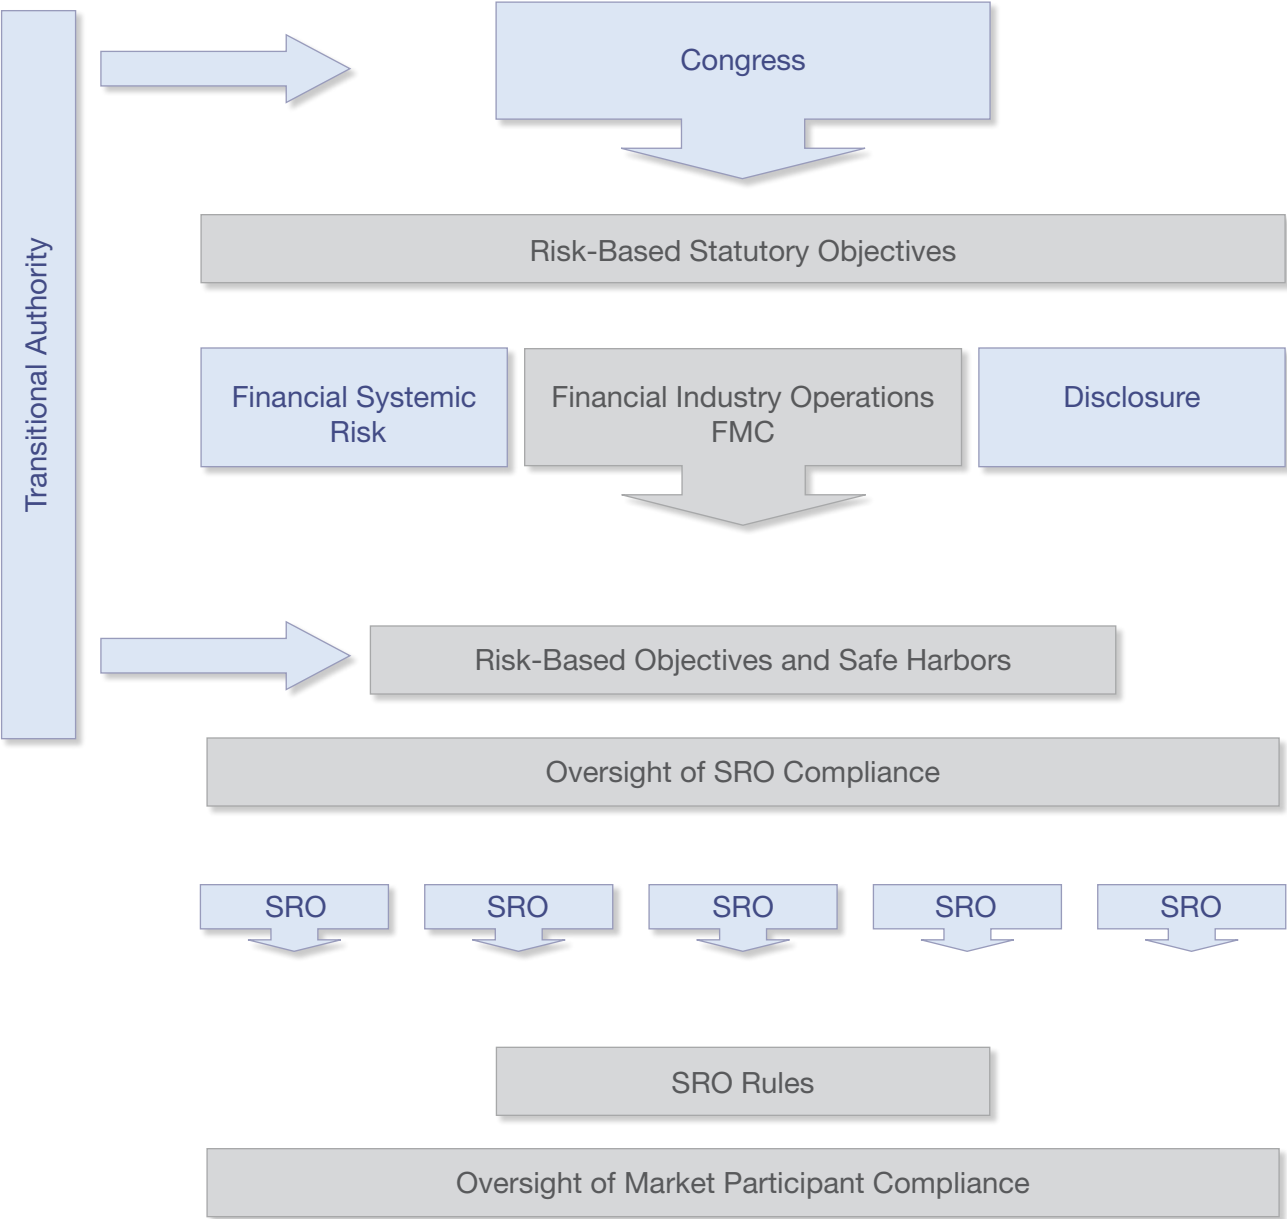 Transitional Authority
Congress
Risk-Based Statutory Objectives
Financial Systemic
Risk
Financial Industry Operations
FMC
Disclosure
Risk-Based Objectives and Safe Harbors
Oversight of SRO Compliance
SRO
SRO
SRO
SRO
SRO
SRO Rules
Oversight of Market Participant Compliance